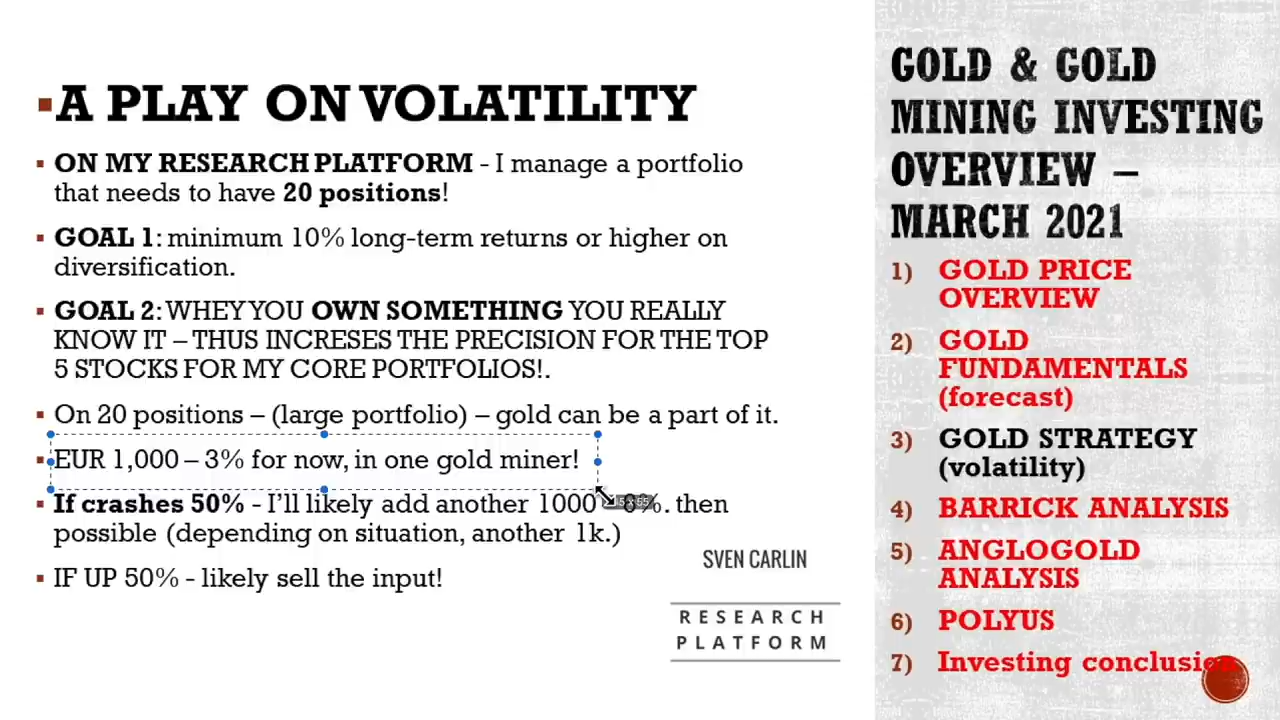 A PLAY ON VOLATILITY
ON MY RESEARCH PLATFORM - I manage a portfolio
that needs to have 20 positions!
GOAL 1: minimum 10% long-term returns or higher on
diversification.
GOAL 2: WHEY YOU OWN SOMETHING YOU REALLY
KNOW IT – THUS INCRESES THE PRECISION FOR THE TOP
5 STOCKS FOR MY CORE PORTFOLIOS!.
On 20 positions – (large portfolio) – gold can be a part of it.
EUR 1,000 – 3% for now, in one gold miner!
If crashes 50% - I'll likely add another 1000 then
possible (depending on situation, another 1k.)
IF UP 50% - likely sell the input!
SVEN CARLIN
RESEARCH
PLATFORM
GOLD & GOLD
MINING INVESTING
OVERVIEW –
MARCH 2021
1) GOLD PRICE
OVERVIEW
2) GOLD
FUNDAMENTALS
(forecast)
3) GOLD STRATEGY
(volatility)
4) BARRICK ANALYSIS
5) ANGLOGOLD
ANALYSIS
6) POLYUS
7) Investing conclusion